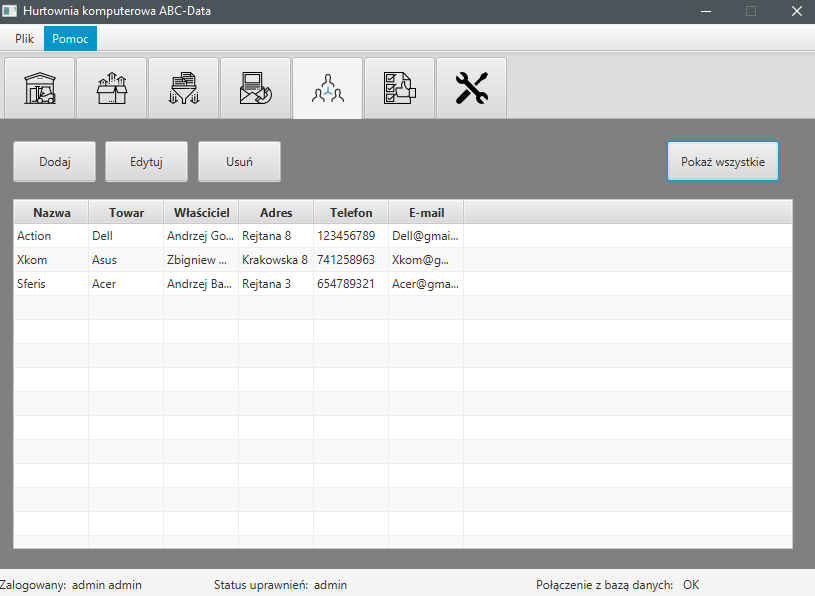 Hurtownia komputerowa ABC-Data
Plik Pomoc
Dodaj Edytuj Usuń Pokaż wszystkie
Nazwa Towar Właściciel Adres Telefon E-mail
Action Dell Andrzej Go... Rejtana 8 123456789 Dell@gmai...
Xkom Asus Zbigniew ... Krakowska 8 741258963 Xkom@g...
Sferis Acer Andrzej Ba... Rejtana 3 654789321 Acer@gma...
Zalogowany: admin admin Status uprawnień: admin Połączenie z bazą danych: OK